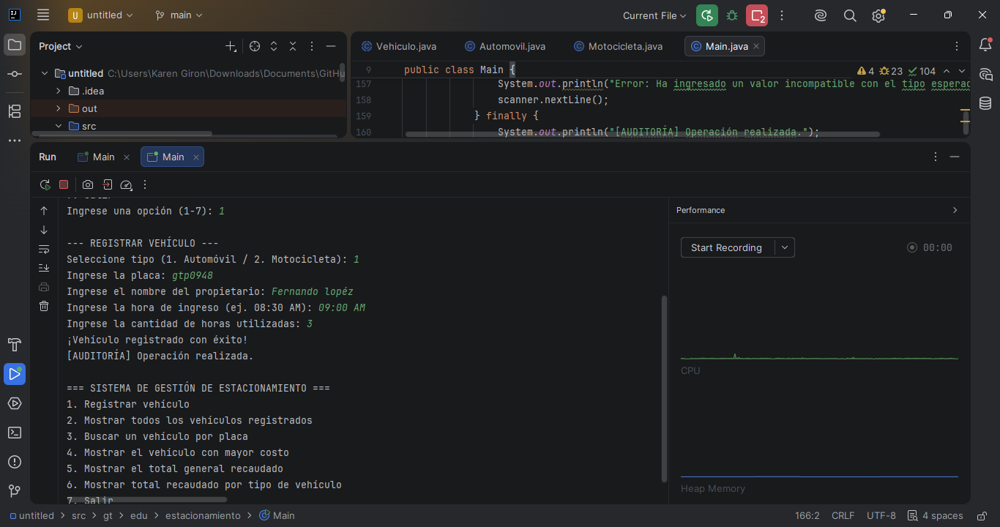 untitled
main
Current File
2
Project
untitled C:\Users\Karen Giron\Downloads\Documents\GitHu
.idea
out
src
Vehiculo.java
Automovil.java
Motocicleta.java
Main.java
9 public class Main {
4 23 104
157 System.out.println("Error: Ha ingresado un valor incompatible con el tipo esperad
158 scanner.nextLine();
159 } finally {
160 System.out.println("[AUDITORÍA] Operación realizada.");
Run
Main
Main
7. Salir
Ingrese una opción (1-7): 1
--- REGISTRAR VEHÍCULO ---
Seleccione tipo (1. Automóvil / 2. Motocicleta): 1
Ingrese la placa: gtp0948
Ingrese el nombre del propietario: Fernando lopéz
Ingrese la hora de ingreso (ej. 08:30 AM): 09:00 AM
Ingrese la cantidad de horas utilizadas: 3
¡Vehículo registrado con éxito!
[AUDITORÍA] Operación realizada.
=== SISTEMA DE GESTIÓN DE ESTACIONAMIENTO ===
1. Registrar vehículo
2. Mostrar todos los vehículos registrados
3. Buscar un vehículo por placa
4. Mostrar el vehículo con mayor costo
5. Mostrar el total general recaudado
6. Mostrar total recaudado por tipo de vehículo
7. Salir
Performance
Start Recording
00:00
CPU
Heap Memory
untitled > src > gt > edu > estacionamiento > Main
166:2 CRLF UTF-8 4 spaces